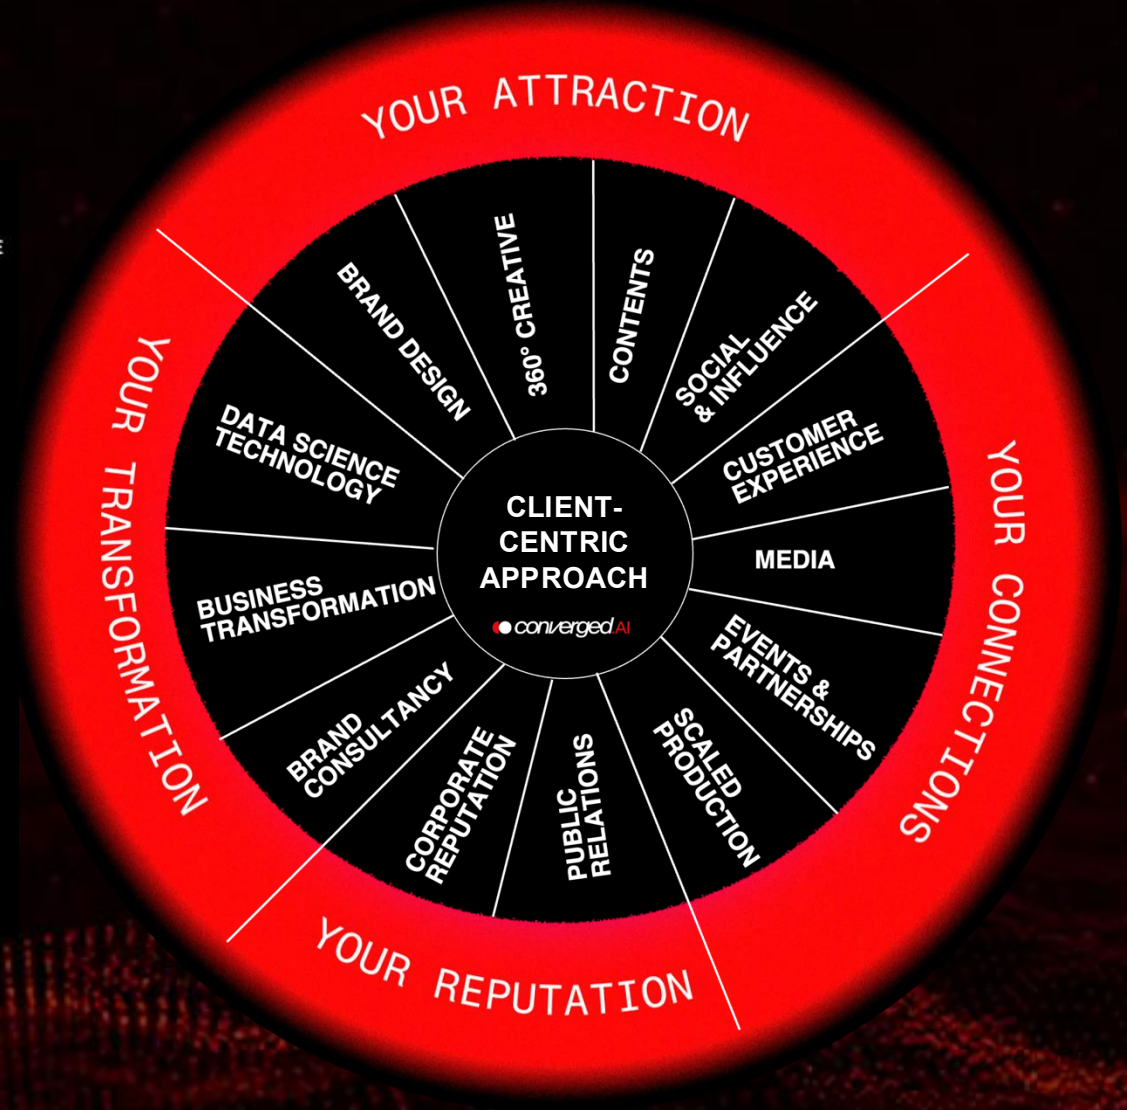 YOUR ATTRACTION
BRAND DESIGN
360° CREATIVE
CONTENTS
SOCIAL
& INFLUENCE
YOUR CONNECTIONS
CUSTOMER
EXPERIENCE
MEDIA
EVENTS &
PARTNERSHIPS
SCALED
PRODUCTION
YOUR REPUTATION
PUBLIC
RELATIONS
CORPORATE
REPUTATION
YOUR TRANSFORMATION
BRAND
CONSULTANCY
BUSINESS
TRANSFORMATION
DATA SCIENCE
TECHNOLOGY
CLIENT-
CENTRIC
APPROACH
converged.AI